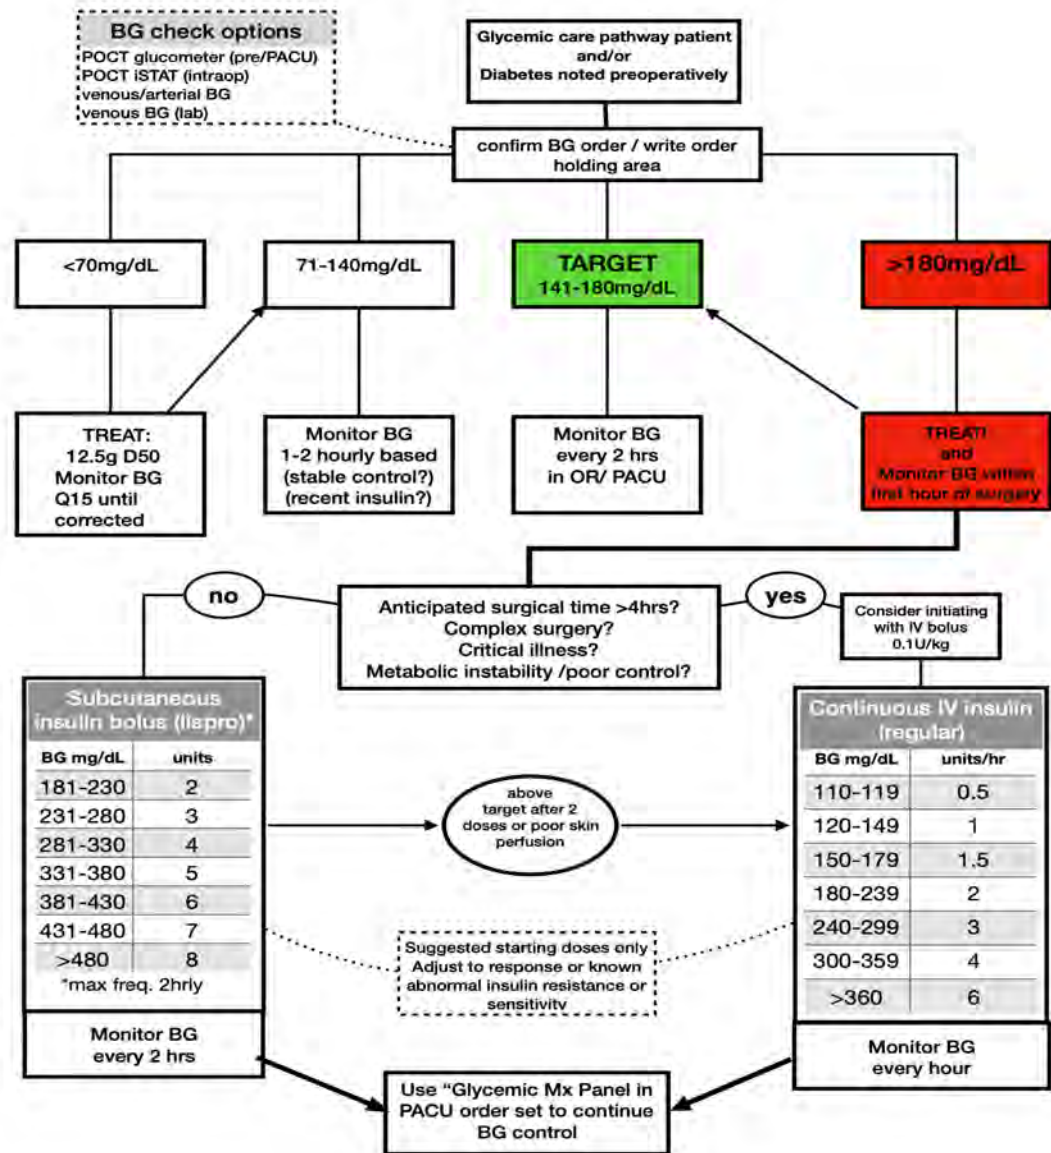 BG check options
POCT glucometer (pre/PACU)
POCT iSTAT (intraop)
venous/arterial BG
venous BG (lab)
Glycemic care pathway patient
and/or
Diabetes noted preoperatively
confirm BG order / write order
holding area
<70mg/dL
71-140mg/dL
TARGET
141-180mg/dL
>180mg/dL
TREAT:
12.5g D50
Monitor BG
Q15 until
corrected
Monitor BG
1-2 hourly based
(stable control?)
(recent insulin?)
Monitor BG
every 2 hrs
in OR/ PACU
TREAT!
and
Monitor BG within
first hour of surgery
no
Anticipated surgical time >4hrs?
Complex surgery?
Critical illness?
Metabolic instability /poor control?
yes
Consider initiating
with IV bolus
0.1U/kg
Subcutaneous
insulin bolus (lispro)*
BG mg/dL units
181-230 2
231-280 3
281-330 4
331-380 5
381-430 6
431-480 7
>480 8
*max freq. 2hrly
Monitor BG
every 2 hrs
above
target after 2
doses or poor skin
perfusion
Suggested starting doses only
Adjust to response or known
abnormal insulin resistance or
sensitivity
Continuous IV insulin
(regular)
BG mg/dL units/hr
110-119 0.5
120-149 1
150-179 1.5
180-239 2
240-299 3
300-359 4
>360 6
Monitor BG
every hour
Use "Glycemic Mx Panel in
PACU order set to continue
BG control